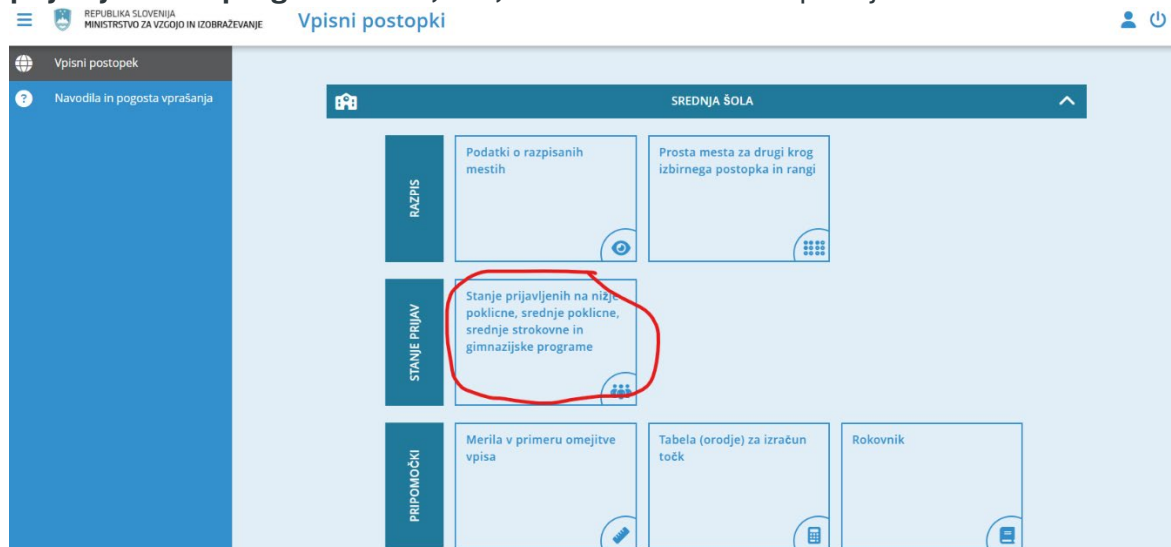 REPUBLIKA SLOVENIJA
MINISTRSTVO ZA VZGOJO IN IZOBRAŽEVANJE
Vpisni postopki
Vpisni postopek
Navodila in pogosta vprašanja
SREDNJA ŠOLA
RAZPIS
Podatki o razpisanih
mestih
Prosta mesta za drugi krog
izbirnega postopka in rangi
STANJE PRIJAV
Stanje prijavljenih na nižje
poklicne, srednje poklicne,
srednje strokovne in
gimnazijske programe
PRIPOMOČKI
Merila v primeru omejitve
vpisa
Tabela (orodje) za izračun
točk
Rokovnik